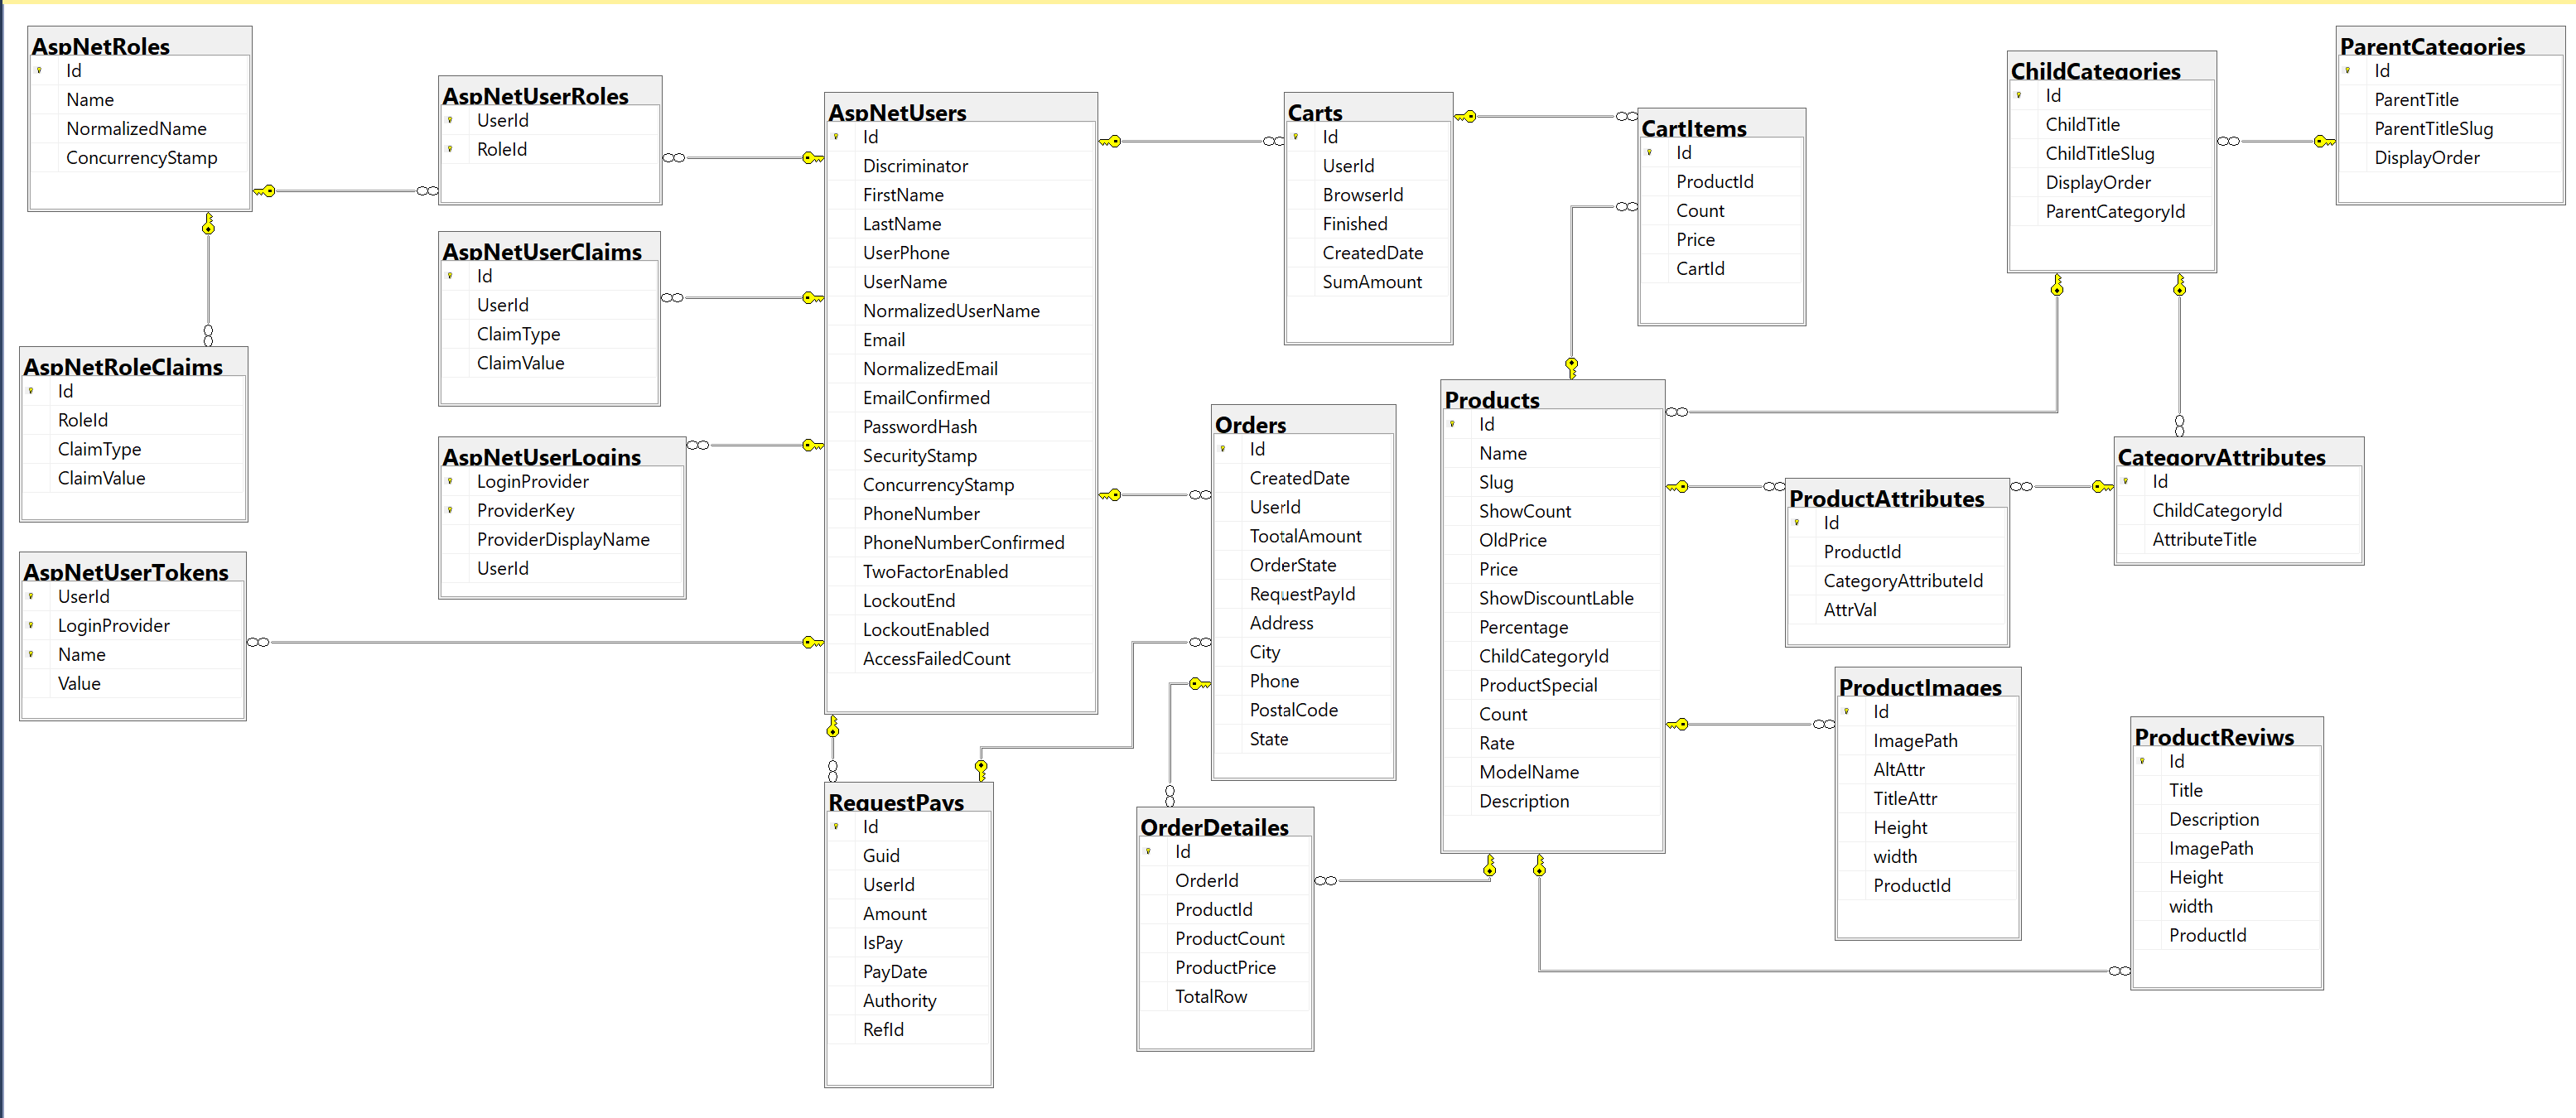 AspNetRoles
Id
Name
NormalizedName
ConcurrencyStamp
AspNetRoleClaims
Id
RoleId
ClaimType
ClaimValue
AspNetUserTokens
UserId
LoginProvider
Name
Value
AspNetUserRoles
UserId
RoleId
AspNetUserClaims
Id
UserId
ClaimType
ClaimValue
AspNetUserLogins
LoginProvider
ProviderKey
ProviderDisplayName
UserId
AspNetUsers
Id
Discriminator
FirstName
LastName
UserPhone
UserName
NormalizedUserName
Email
NormalizedEmail
EmailConfirmed
PasswordHash
SecurityStamp
ConcurrencyStamp
PhoneNumber
PhoneNumberConfirmed
TwoFactorEnabled
LockoutEnd
LockoutEnabled
AccessFailedCount
RequestPays
Id
Guid
UserId
Amount
IsPay
PayDate
Authority
RefId
Carts
Id
UserId
BrowserId
Finished
CreatedDate
SumAmount
Orders
Id
CreatedDate
UserId
TootalAmount
OrderState
RequestPayId
Address
City
Phone
PostalCode
State
OrderDetailes
Id
OrderId
ProductId
ProductCount
ProductPrice
TotalRow
CartItems
Id
ProductId
Count
Price
CartId
Products
Id
Name
Slug
ShowCount
OldPrice
Price
ShowDiscountLable
Percentage
ChildCategoryId
ProductSpecial
Count
Rate
ModelName
Description
ProductAttributes
Id
ProductId
CategoryAttributeId
AttrVal
ProductImages
Id
ImagePath
AltAttr
TitleAttr
Height
width
ProductId
ChildCategories
Id
ChildTitle
ChildTitleSlug
DisplayOrder
ParentCategoryId
ParentCategories
Id
ParentTitle
ParentTitleSlug
DisplayOrder
CategoryAttributes
Id
ChildCategoryId
AttributeTitle
ProductReviws
Id
Title
Description
ImagePath
Height
width
ProductId